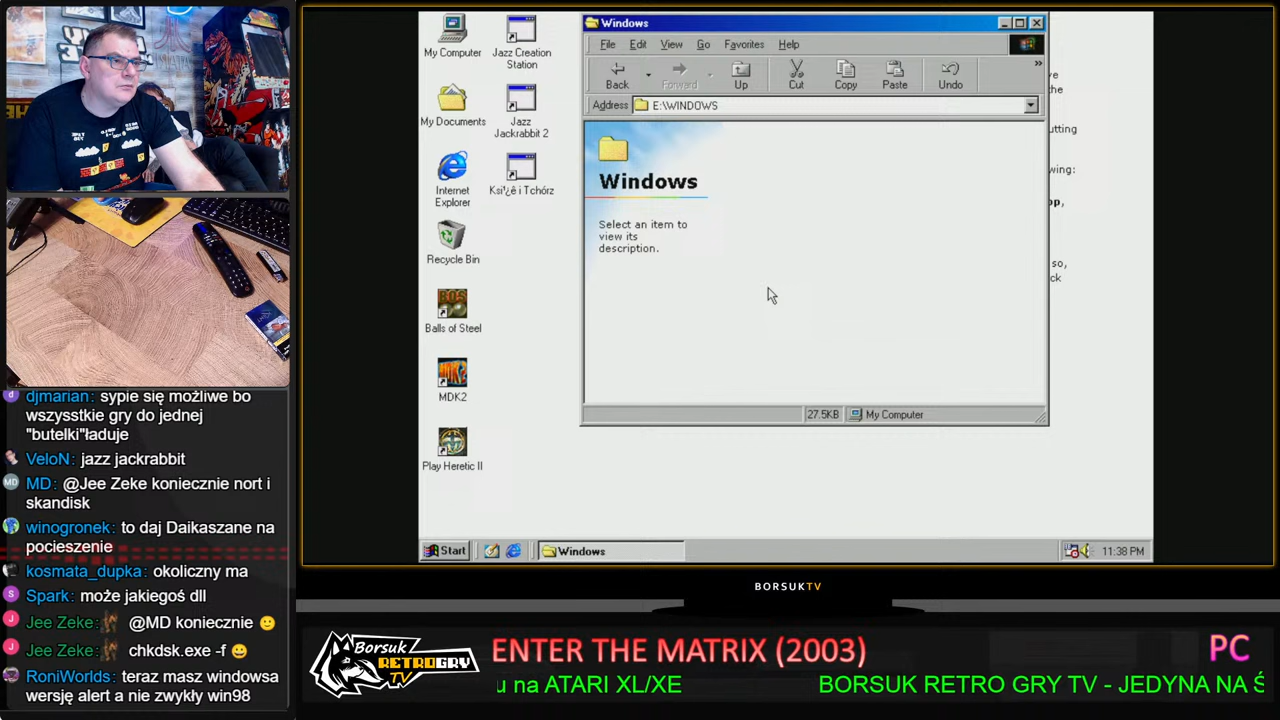 My Computer
Jazz Creation
Station
My Documents
Jazz
Jackrabbit 2
Internet
Explorer
Ksi¹¿ê i Tchórz
Recycle Bin
Balls of Steel
MDK2
Play Heretic II
Windows
File Edit View Go Favorites Help
Back Forward Up Cut Copy Paste Undo
Address E:\WINDOWS
Windows
Select an item to
view its
description.
27.5KB My Computer
Start Windows 11:38 PM
djmarian: sypie się możliwe bo
wszysstkie gry do jednej
"butelki"ładuje
VeloN: jazz jackrabbit
MD: @Jee Zeke koniecznie nort i
skandisk
winogronek: to daj Daikaszane na
pocieszenie
kosmata_dupka: okoliczny ma
Spark: może jakiegoś dll
Jee Zeke: @MD koniecznie
Jee Zeke: chkdsk.exe -f
RoniWorlds: teraz masz windowsa
wersję alert a nie zwykły win98
BORSUKTV
Borsuk
RETROGRY
TV
ENTER THE MATRIX (2003) PC
u na ATARI XL/XE BORSUK RETRO GRY TV - JEDYNA NA Ś